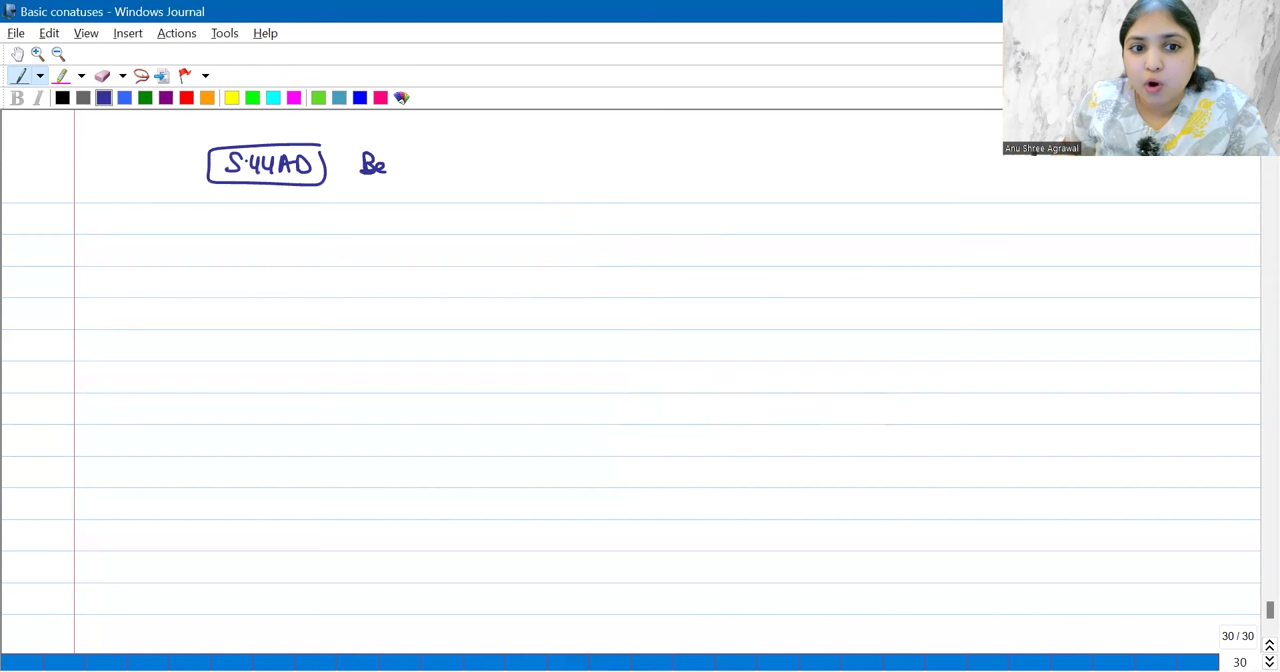 Basic conatuses - Windows Journal
File Edit View Insert Actions Tools Help
B I
Anu Shree Agrawal
S.44AD Be
30 / 30
30